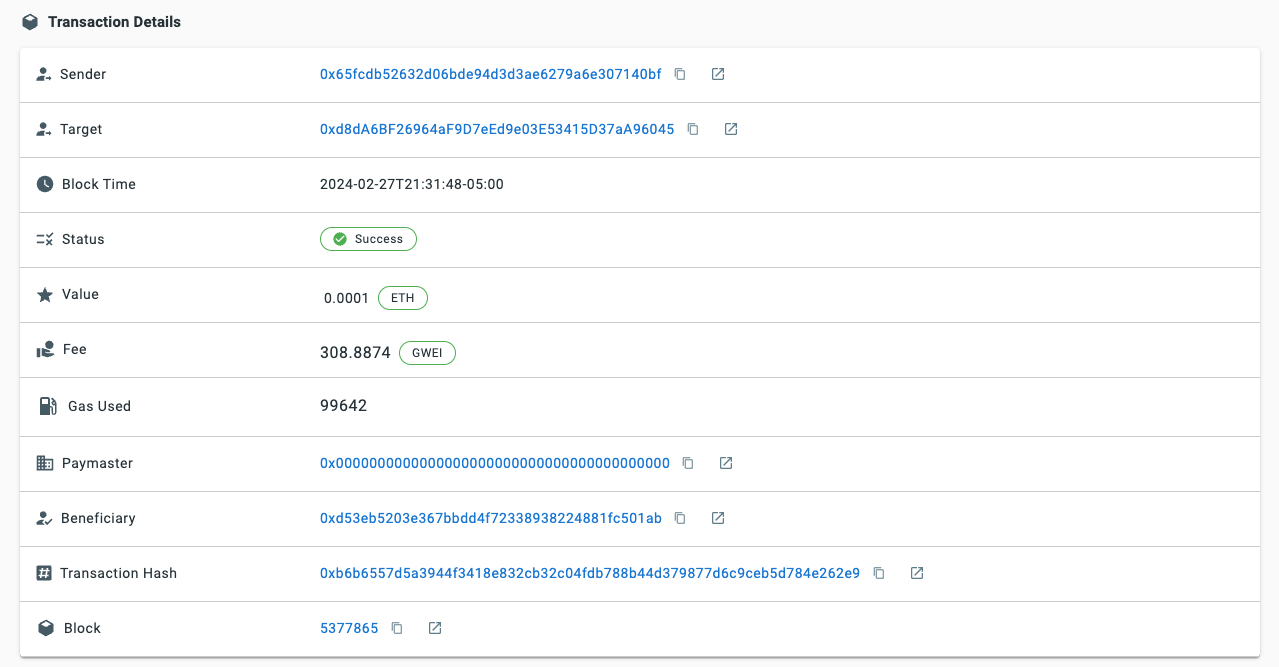 Transaction Details
Sender 0x65fcdb52632d06bde94d3d3ae6279a6e307140bf
Target 0xd8dA6BF26964aF9D7eEd9e03E53415D37aA96045
Block Time 2024-02-27T21:31:48-05:00
Status Success
Value 0.0001 ETH
Fee 308.8874 GWEI
Gas Used 99642
Paymaster 0x0000000000000000000000000000000000000000
Beneficiary 0xd53eb5203e367bbdd4f72338938224881fc501ab
Transaction Hash 0xb6b6557d5a3944f3418e832cb32c04fdb788b44d379877d6c9ceb5d784e262e9
Block 5377865